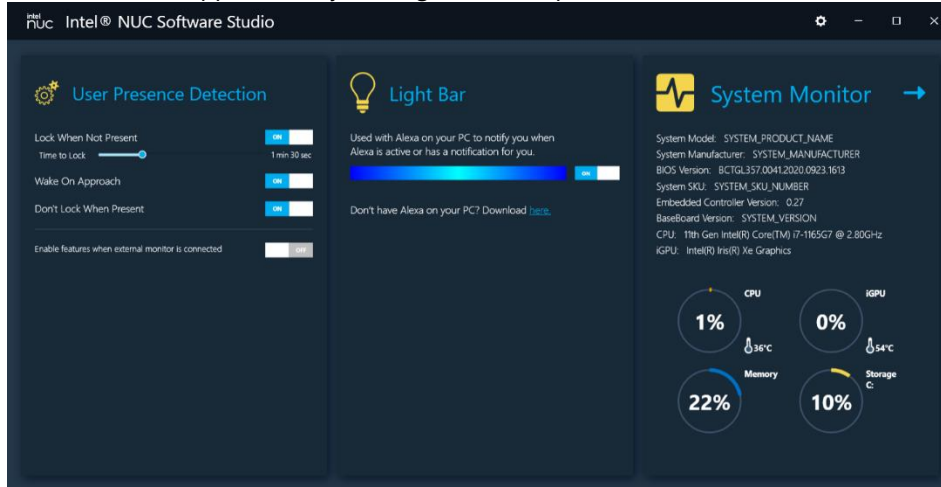 intel NUC Intel® NUC Software Studio
User Presence Detection
Lock When Not Present ON
Time to Lock 1 min 30 sec
Wake On Approach ON
Don't Lock When Present ON
Enable features when external monitor is connected OFF
Light Bar
Used with Alexa on your PC to notify you when
Alexa is active or has a notification for you.
ON
Don't have Alexa on your PC? Download here.
System Monitor
System Model: SYSTEM_PRODUCT_NAME
System Manufacturer: SYSTEM_MANUFACTURER
BIOS Version: BCTGL357.0041.2020.0923.1613
System SKU: SYSTEM_SKU_NUMBER
Embedded Controller Version: 0.27
BaseBoard Version: SYSTEM_VERSION
CPU: 11th Gen Intel(R) Core(TM) i7-1165G7 @ 2.80GHz
iGPU: Intel(R) Iris(R) Xe Graphics
CPU
1%
36°C
iGPU
0%
54°C
Memory
22%
Storage
C:
10%